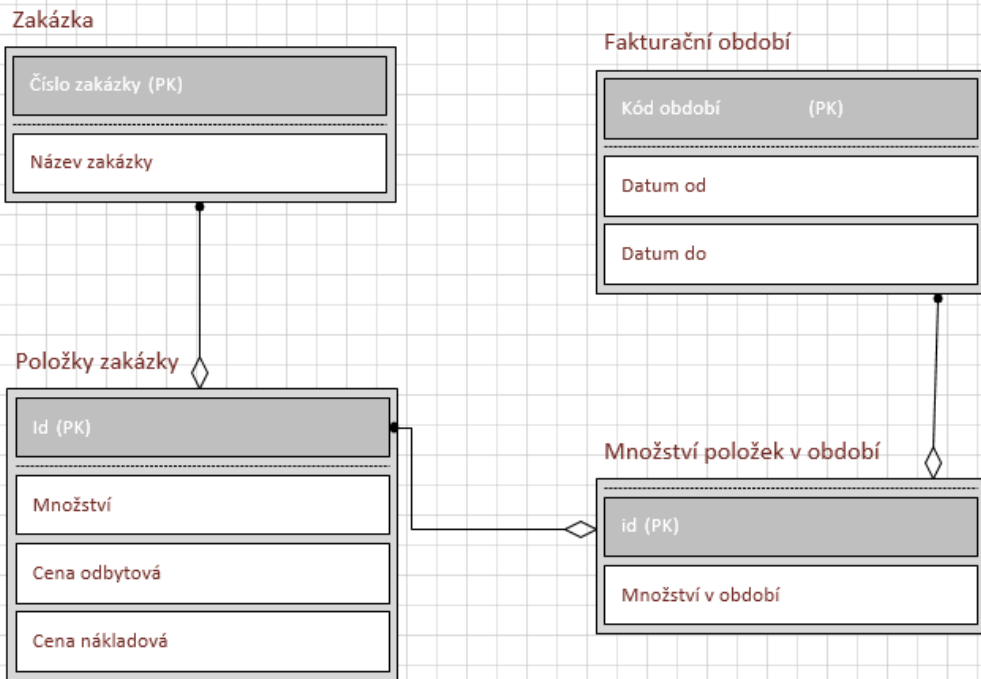 Zakázka
Číslo zakázky (PK)
Název zakázky
Fakturační období
Kód období (PK)
Datum od
Datum do
Položky zakázky
Id (PK)
Množství
Cena odbytová
Cena nákladová
Množství položek v období
id (PK)
Množství v období